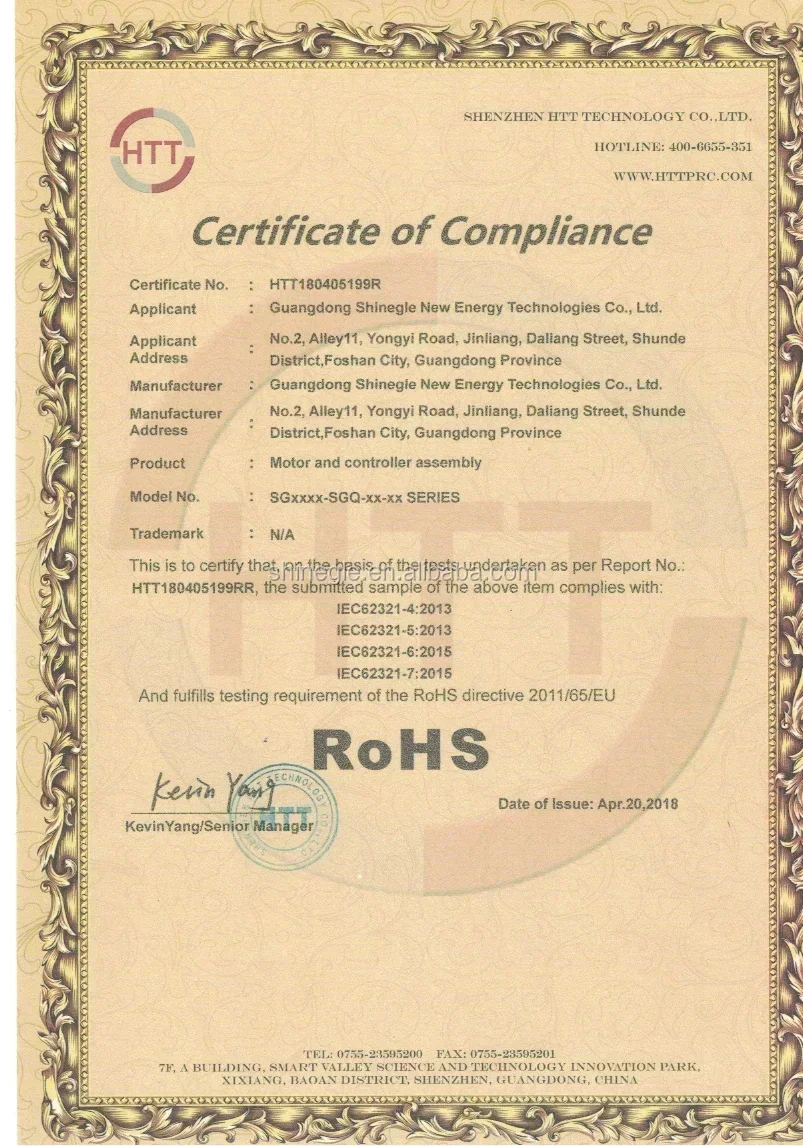 HTT
SHENZHEN HTT TECHNOLOGY CO.,LTD.
HOTLINE: 400-6655-351
WWW.HTTPRC.COM
Certificate of Compliance
Certificate No. : HTT180405199R
Applicant : Guangdong Shinegle New Energy Technologies Co., Ltd.
Applicant Address : No.2, Alley11, Yongyi Road, Jinliang, Daliang Street, Shunde
District,Foshan City, Guangdong Province
Manufacturer : Guangdong Shinegle New Energy Technologies Co., Ltd.
Manufacturer Address : No.2, Alley11, Yongyi Road, Jinliang, Daliang Street, Shunde
District,Foshan City, Guangdong Province
Product : Motor and controller assembly
Model No. : SGxxxx-SGQ-xx-xx SERIES
Trademark : N/A
This is to certify that, on the basis of the tests undertaken as per Report No.:
shinegle.en.alibaba.com
HTT180405199RR, the submitted sample of the above item complies with:
IEC62321-4:2013
IEC62321-5:2013
IEC62321-6:2015
IEC62321-7:2015
And fulfills testing requirement of the RoHS directive 2011/65/EU
RoHS
Kevin Yang
HTT
KevinYang/Senior Manager
Date of Issue: Apr.20,2018
TEL: 0755-23595200 FAX: 0755-23595201
7F, A BUILDING, SMART VALLEY SCIENCE AND TECHNOLOGY INNOVATION PARK,
XIXIANG, BAOAN DISTRICT, SHENZHEN, GUANGDONG, CHINA